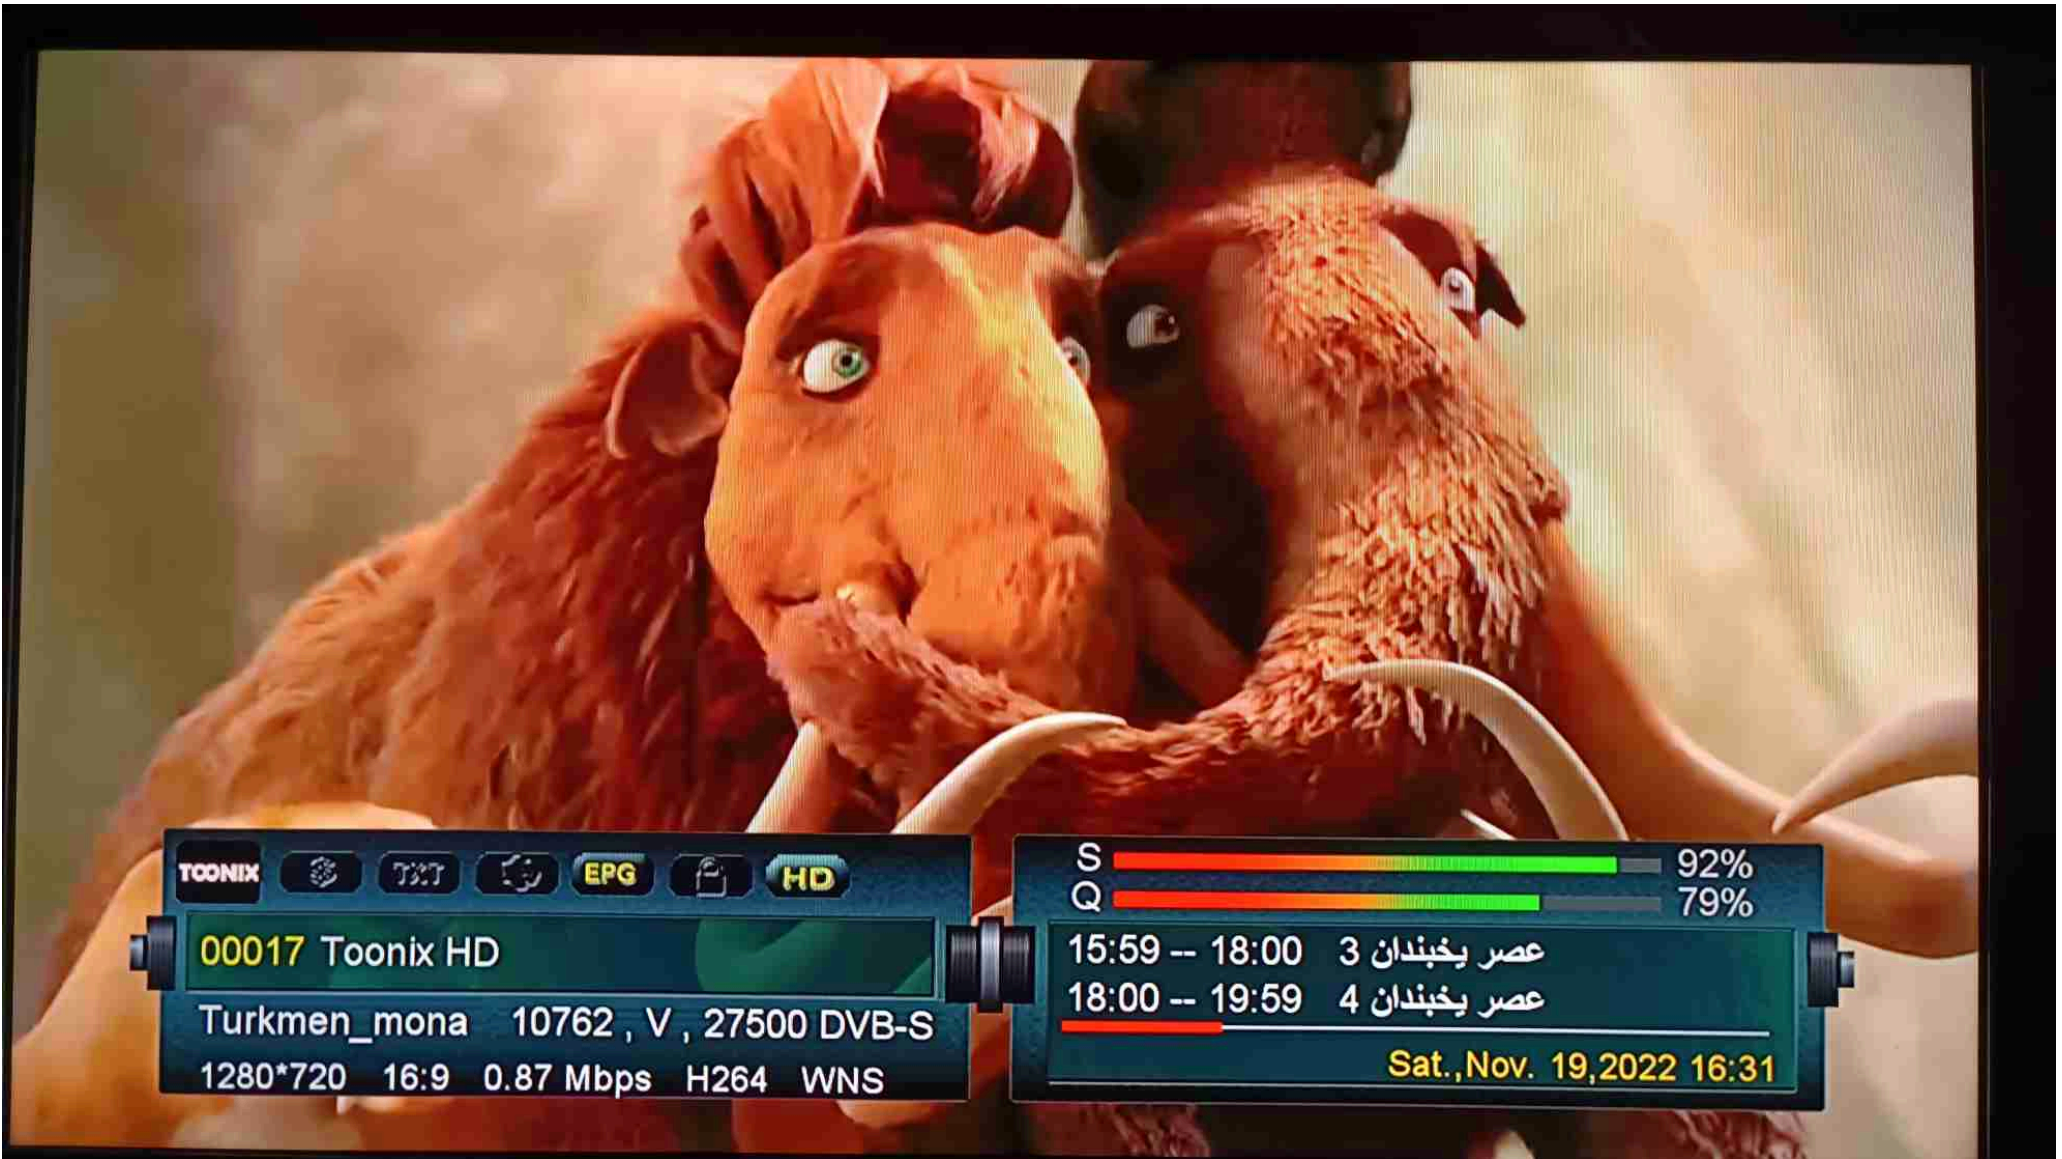 TOONIX TXT EPG HD
00017 Toonix HD
Turkmen_mona 10762 , V , 27500 DVB-S
1280*720 16:9 0.87 Mbps H264 WNS
S 92%
Q 79%
15:59 -- 18:00 عصر یخبندان 3
18:00 -- 19:59 عصر یخبندان 4
Sat.,Nov. 19,2022 16:31